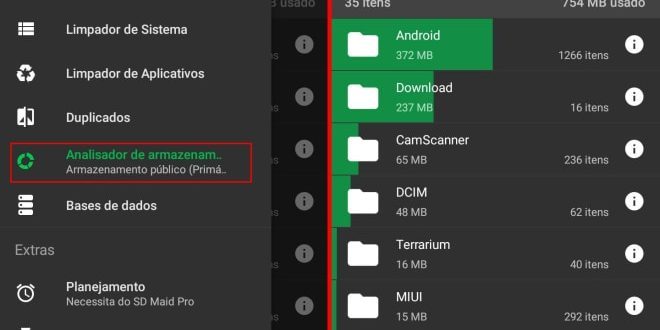 Limpador de Sistema
Limpador de Aplicativos
Duplicados
Analisador de armazenam..
Armazenamento público (Primá..
Bases de dados
Extras
Planejamento
Necessita do SD Maid Pro
usado
35 itens
754 MB usado
Android
372 MB
1266 itens
Download
237 MB
16 itens
CamScanner
65 MB
236 itens
DCIM
48 MB
62 itens
Terrarium
16 MB
40 itens
MIUI
15 MB
292 itens